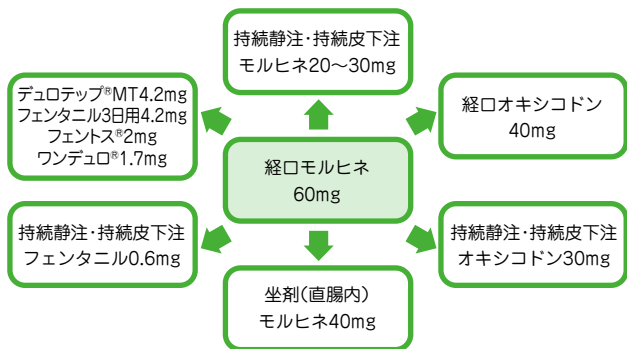 持続静注・持続皮下注
モルヒネ20〜30mg
デュロテップ®MT4.2mg
フェンタニル3日用4.2mg
フェントス®2mg
ワンデュロ®1.7mg
経口オキシコドン
40mg
経口モルヒネ
60mg
持続静注・持続皮下注
フェンタニル0.6mg
持続静注・持続皮下注
オキシコドン30mg
坐剤(直腸内)
モルヒネ40mg